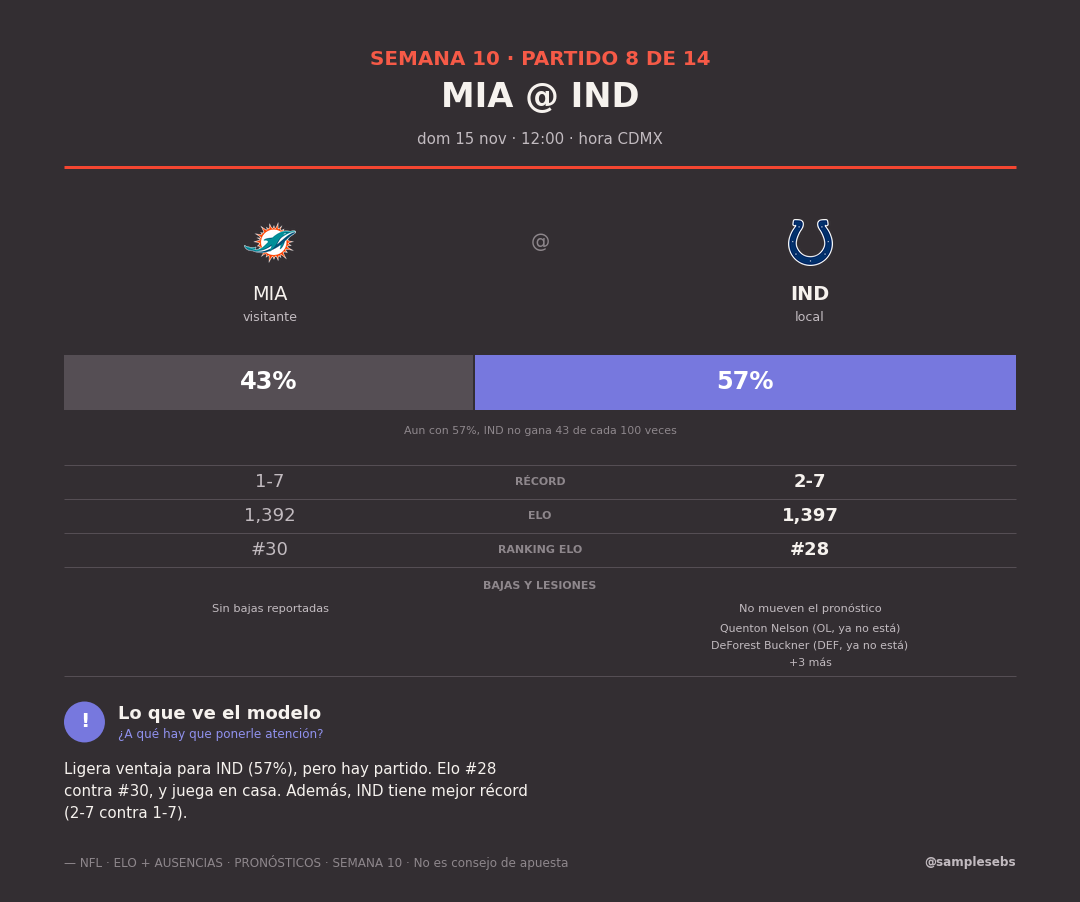 SEMANA 10 · PARTIDO 8 DE 14
MIA @ IND
dom 15 nov · 12:00 · hora CDMX
@
MIA
IND
visitante
local
43%
57%
Aun con 57%, IND no gana 43 de cada 100 veces
1-7 RÉCORD 2-7
1,392 ELO 1,397
#30 RANKING ELO #28
BAJAS Y LESIONES
Sin bajas reportadas
No mueven el pronóstico
Quenton Nelson (OL, ya no está)
DeForest Buckner (DEF, ya no está)
+3 más
!
Lo que ve el modelo
¿A qué hay que ponerle atención?
Ligera ventaja para IND (57%), pero hay partido. Elo #28
contra #30, y juega en casa. Además, IND tiene mejor récord
(2-7 contra 1-7).
— NFL · ELO + AUSENCIAS · PRONÓSTICOS · SEMANA 10 · No es consejo de apuesta
@samplesebs